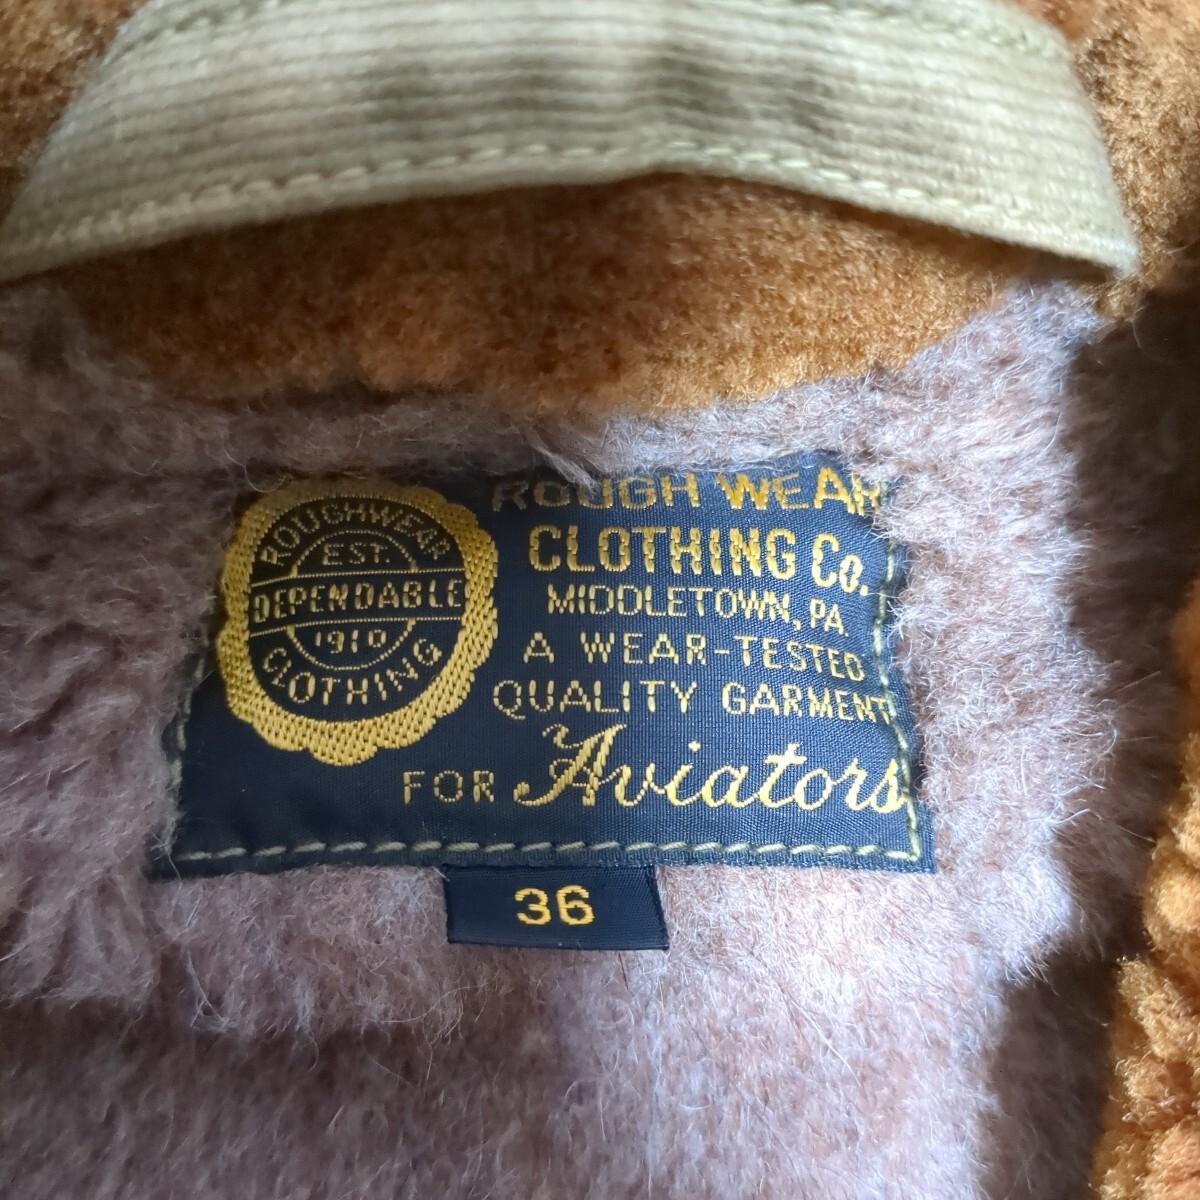 ROUGHWEAR
EST.
DEPENDABLE
1910
CLOTHING
ROUGH WEAR
CLOTHING Co.
MIDDLETOWN, PA.
A WEAR-TESTED
QUALITY GARMENT
FOR Aviators
36